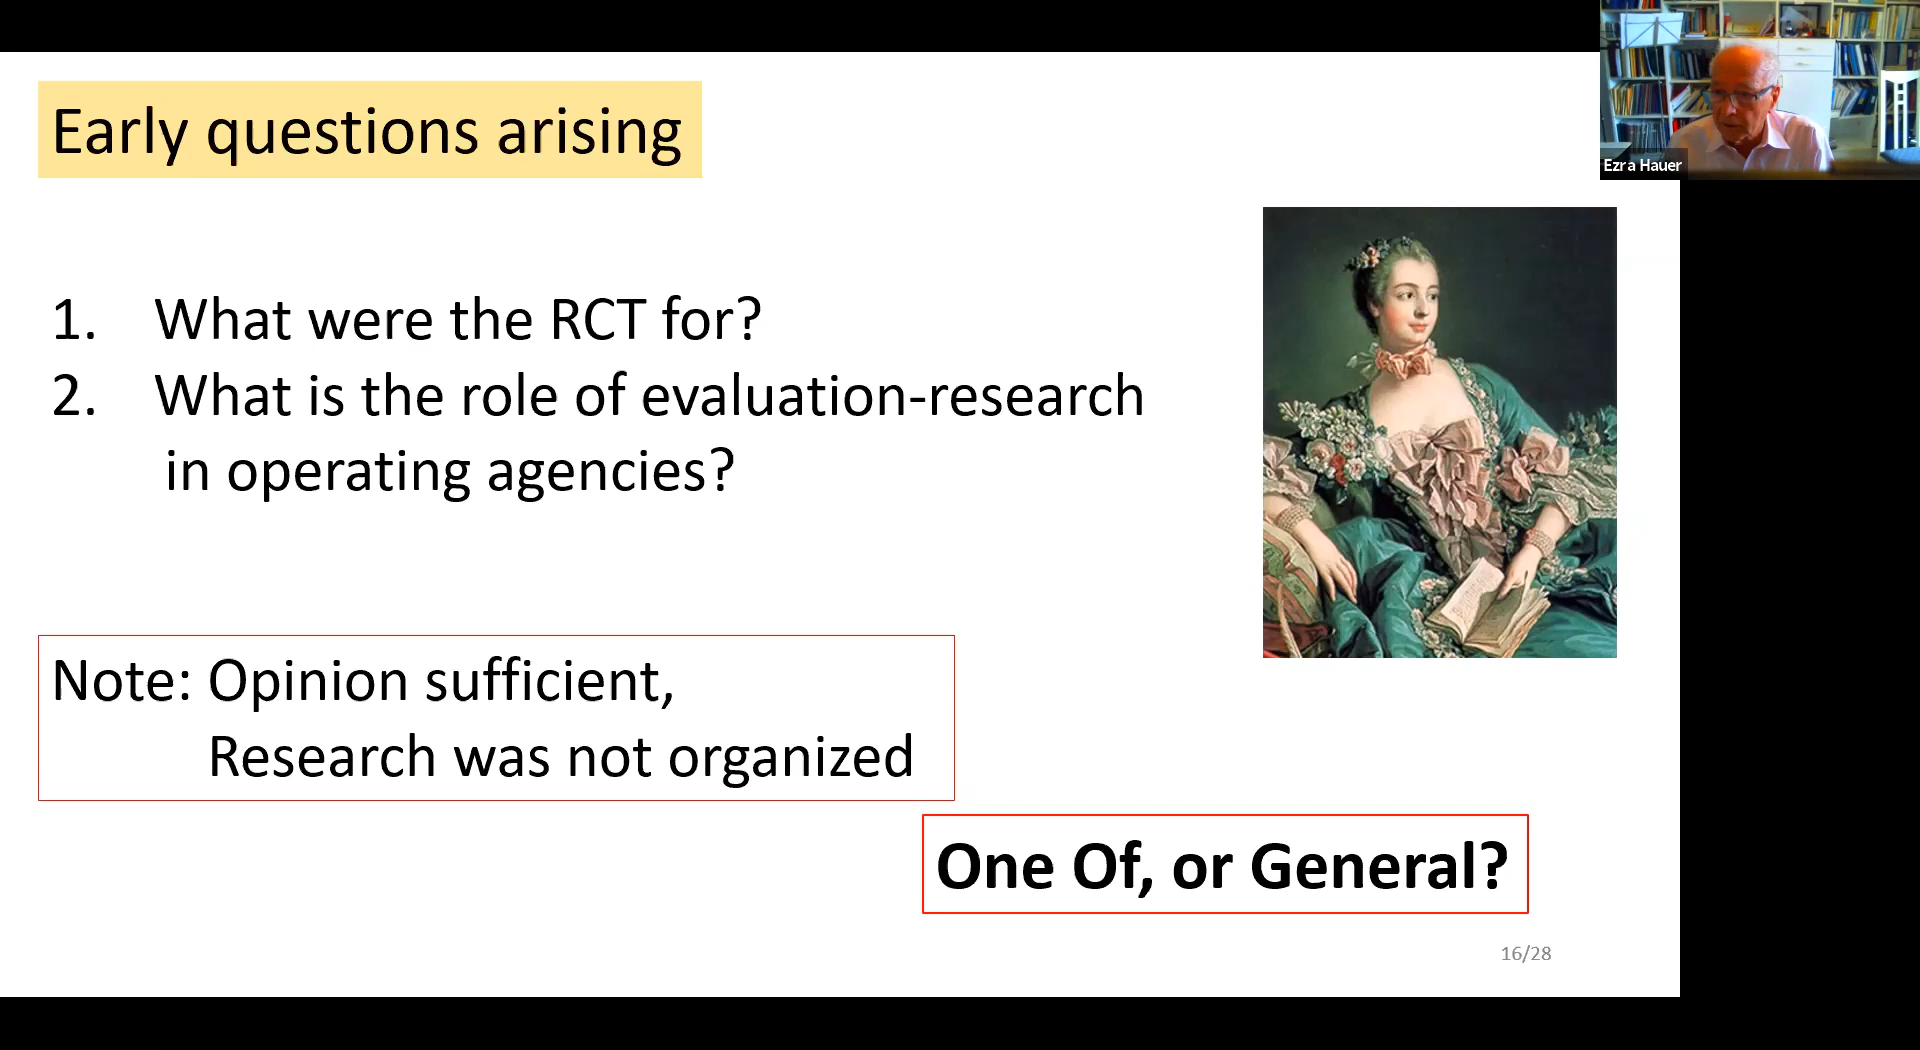 Early questions arising
1. What were the RCT for?
2. What is the role of evaluation-research
in operating agencies?
Note: Opinion sufficient,
Research was not organized
One Of, or General?
16/28
Ezra Hauer